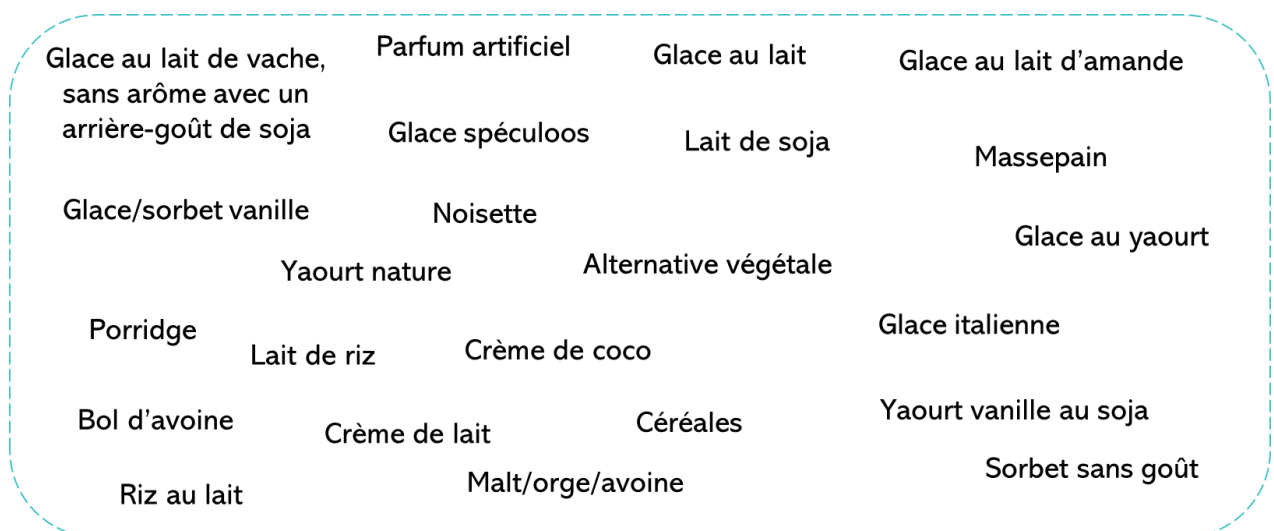 Glace au lait de vache,
sans arôme avec un
arrière-goût de soja
Parfum artificiel
Glace au lait
Glace au lait d’amande
Glace spéculoos
Lait de soja
Massepain
Glace/sorbet vanille
Noisette
Glace au yaourt
Yaourt nature
Alternative végétale
Porridge
Lait de riz
Crème de coco
Glace italienne
Bol d’avoine
Crème de lait
Céréales
Yaourt vanille au soja
Riz au lait
Malt/orge/avoine
Sorbet sans goût